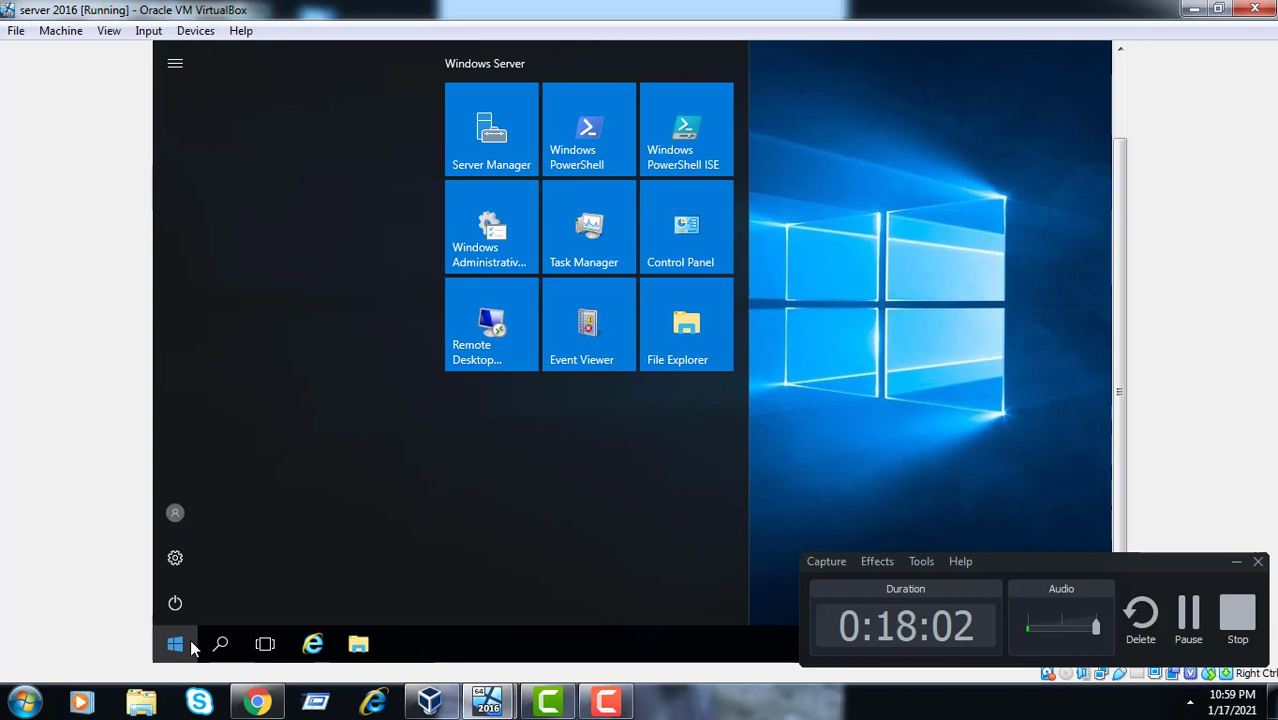 server 2016 [Running] - Oracle VM VirtualBox
File Machine View Input Devices Help
Windows Server
Server Manager
Windows PowerShell
Windows PowerShell ISE
Windows Administrativ...
Task Manager
Control Panel
Remote Desktop...
Event Viewer
File Explorer
Capture Effects Tools Help
Duration
0:18:02
Audio
Delete
Pause
Stop
Right Ctrl
64
2016
10:59 PM
1/17/2021